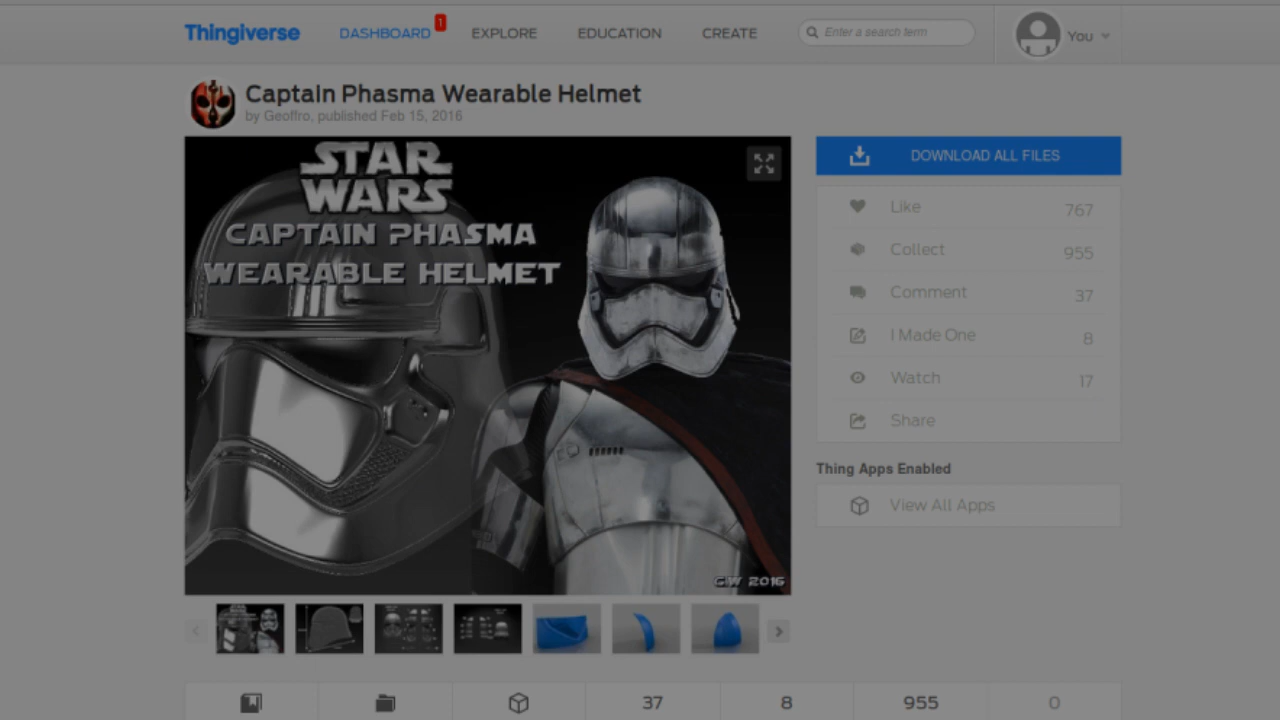 Thingiverse
DASHBOARD 1
EXPLORE
EDUCATION
CREATE
Enter a search term
You
Captain Phasma Wearable Helmet
by Geoffro, published Feb 15, 2016
STAR
WARS
CAPTAIN PHASMA
WEARABLE HELMET
GW 2016
DOWNLOAD ALL FILES
Like 767
Collect 955
Comment 37
I Made One 8
Watch 17
Share
Thing Apps Enabled
View All Apps
37 8 955 0